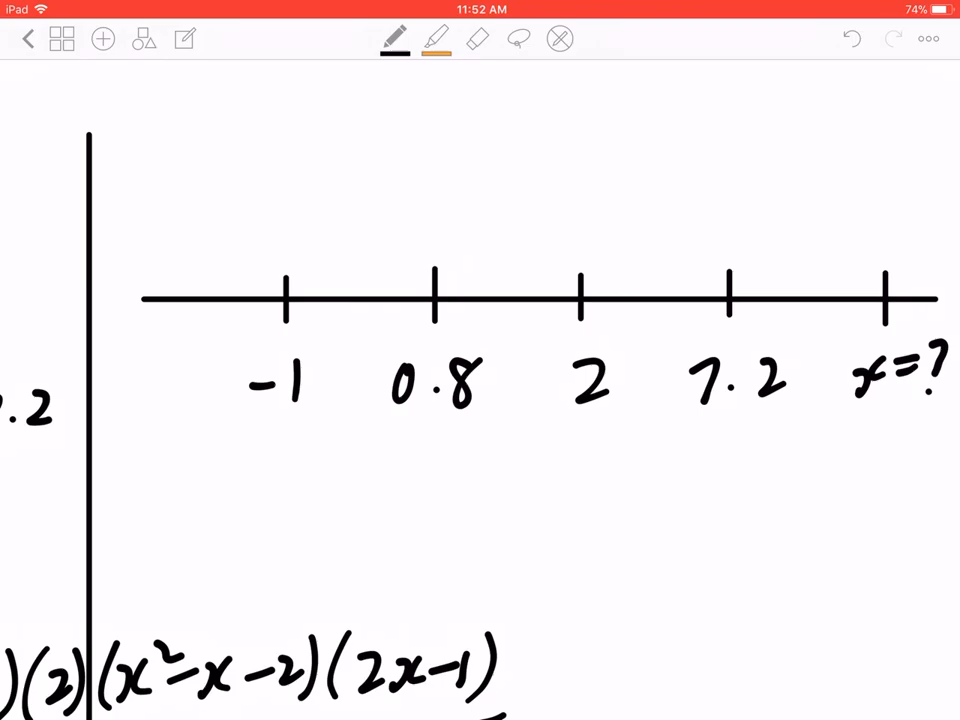 iPad 11:52 AM 74%
-1 0.8 2 7.2 x=?
.2
)(2)(x²-x-2)(2x-1)